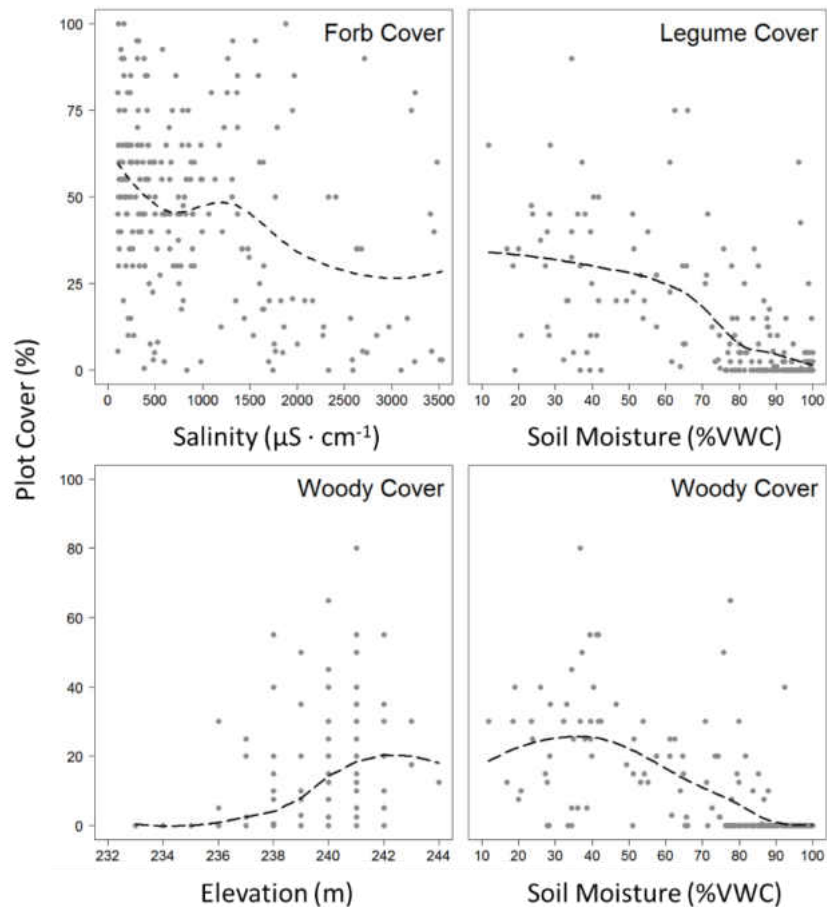 Forb Cover
Legume Cover
100
75
50
25
0
0 500 1000 1500 2000 2500 3000 3500
10 20 30 40 50 60 70 80 90 100
Salinity (µS · cm⁻¹)
Soil Moisture (%VWC)
Plot Cover (%)
Woody Cover
Woody Cover
100
80
60
40
20
0
232 234 236 238 240 242 244
10 20 30 40 50 60 70 80 90 100
Elevation (m)
Soil Moisture (%VWC)